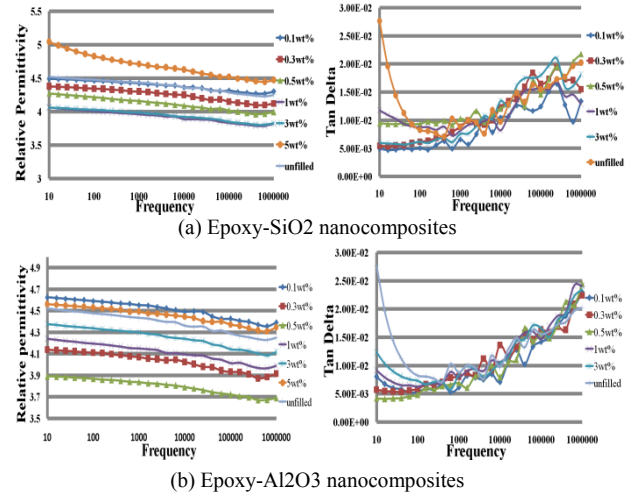 Relative Permittivity
5.5
5
4.5
4
3.5
3
10 100 1000 10000 100000 1000000
Frequency
0.1wt%
0.3wt%
0.5wt%
1wt%
3wt%
5wt%
unfilled
Tan Delta
3.00E-02
2.50E-02
2.00E-02
1.50E-02
1.00E-02
5.00E-03
0.00E+00
10 100 1000 10000 100000 1000000
Frequency
0.1wt%
0.3wt%
0.5wt%
1wt%
3wt%
unfilled
(a) Epoxy-SiO2 nanocomposites
Relative permittivity
4.9
4.7
4.5
4.3
4.1
3.9
3.7
3.5
10 100 1000 10000 100000 1000000
Frequency
0.1wt%
0.3wt%
0.5wt%
1wt%
3wt%
5wt%
unfilled
Tan Delta
3.00E-02
2.50E-02
2.00E-02
1.50E-02
1.00E-02
5.00E-03
0.00E+00
10 100 1000 10000 100000 1000000
Frequency
0.1wt%
0.3wt%
0.5wt%
1wt%
3wt%
unfilled
(b) Epoxy-Al2O3 nanocomposites